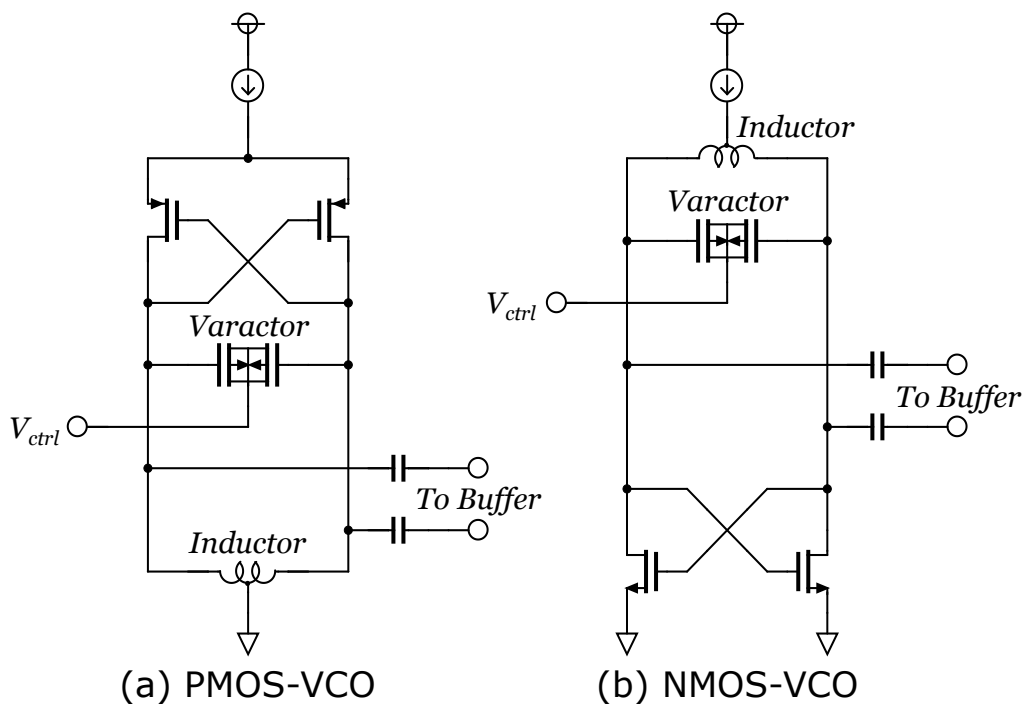 Inductor
Varactor
V_ctrl
To Buffer
Varactor
V_ctrl
To Buffer
Inductor
(a) PMOS-VCO
(b) NMOS-VCO